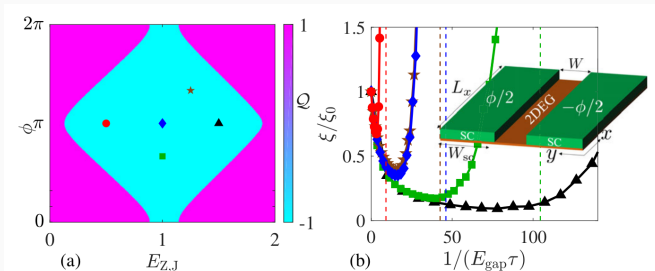 2π
π
0
ϕ
0
1
2
E_{Z,J}
(a)
1
-1
Q
1.5
1
0.5
0
ξ/ξ_0
0
50
100
1/(E_{gap}τ)
(b)
W
L_x
ϕ/2
2DEG
-ϕ/2
SC
SC
W_{sc}
y
x